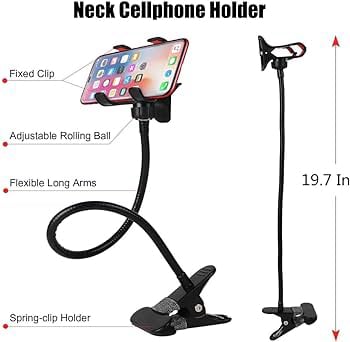 Neck Cellphone Holder
Fixed Clip
Adjustable Rolling Ball
Flexible Long Arms
19.7 In
Spring-clip Holder